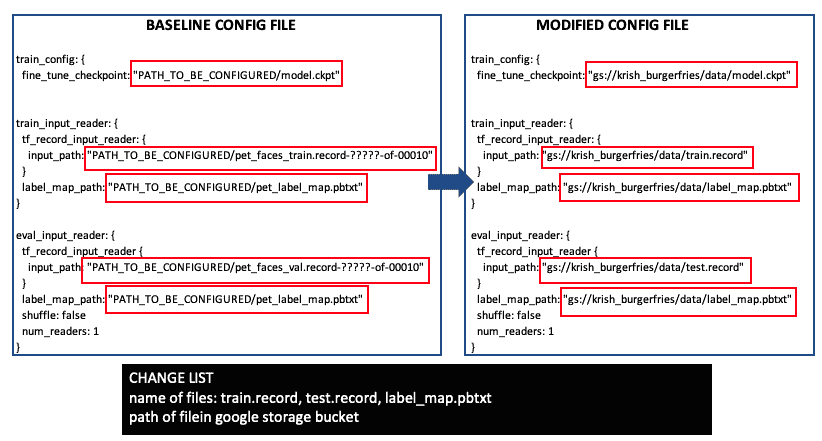 BASELINE CONFIG FILE
train_config: {
fine_tune_checkpoint: "PATH_TO_BE_CONFIGURED/model.ckpt"
train_input_reader: {
tf_record_input_reader: {
input_path: "PATH_TO_BE_CONFIGURED/pet_faces_train.record-?????-of-00010"
}
label_map_path: "PATH_TO_BE_CONFIGURED/pet_label_map.pbtxt"
}
eval_input_reader: {
tf_record_input_reader {
input_path: "PATH_TO_BE_CONFIGURED/pet_faces_val.record-?????-of-00010"
}
label_map_path: "PATH_TO_BE_CONFIGURED/pet_label_map.pbtxt"
shuffle: false
num_readers: 1
}
MODIFIED CONFIG FILE
train_config: {
fine_tune_checkpoint: "gs://krish_burgerfries/data/model.ckpt"
train_input_reader: {
tf_record_input_reader: {
input_path: "gs://krish_burgerfries/data/train.record"
}
label_map_path: "gs://krish_burgerfries/data/label_map.pbtxt"
}
eval_input_reader: {
tf_record_input_reader {
input_path: "gs://krish_burgerfries/data/test.record"
}
label_map_path: "gs://krish_burgerfries/data/label_map.pbtxt"
shuffle: false
num_readers: 1
}
CHANGE LIST
name of files: train.record, test.record, label_map.pbtxt
path of filein google storage bucket